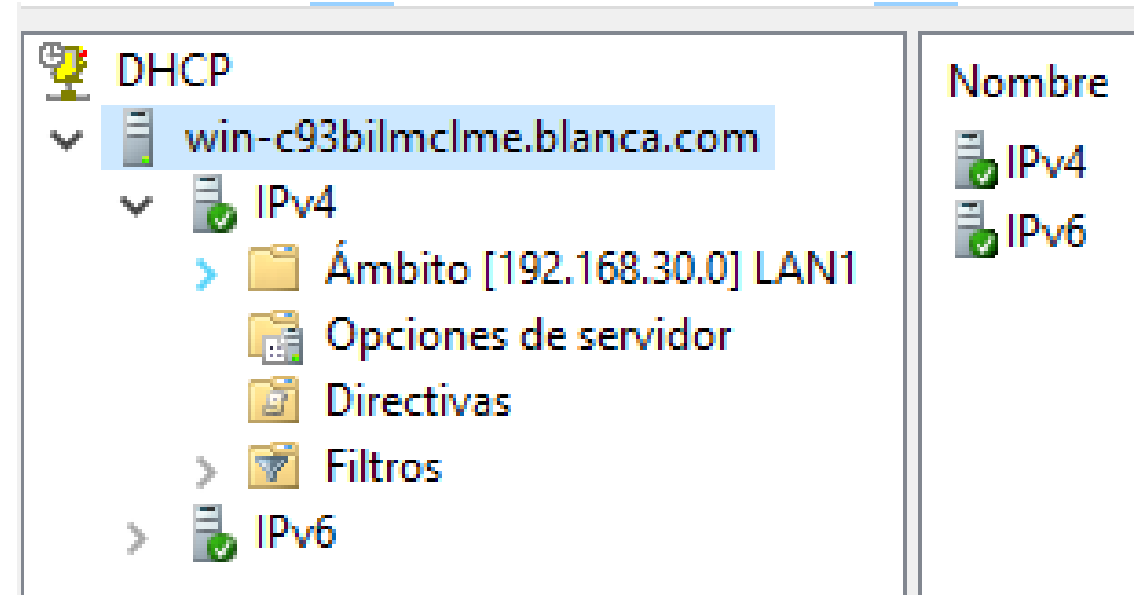 DHCP
win-c93bilmclme.blanca.com
IPv4
Ámbito [192.168.30.0] LAN1
Opciones de servidor
Directivas
Filtros
IPv6
Nombre
IPv4
IPv6